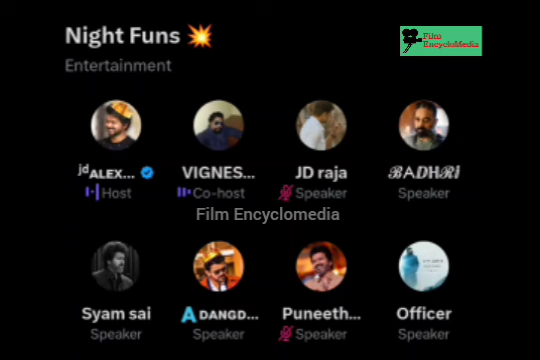 Night Funs 💥
Film
EncycloMedia
Entertainment
jdALEX...
VIGNES...
JD raja
ℬADHRI
Host
Co-host
Speaker
Speaker
Film Encyclomedia
Syam sai
ADANGD...
Puneeth...
Officer
Speaker
Speaker
Speaker
Speaker